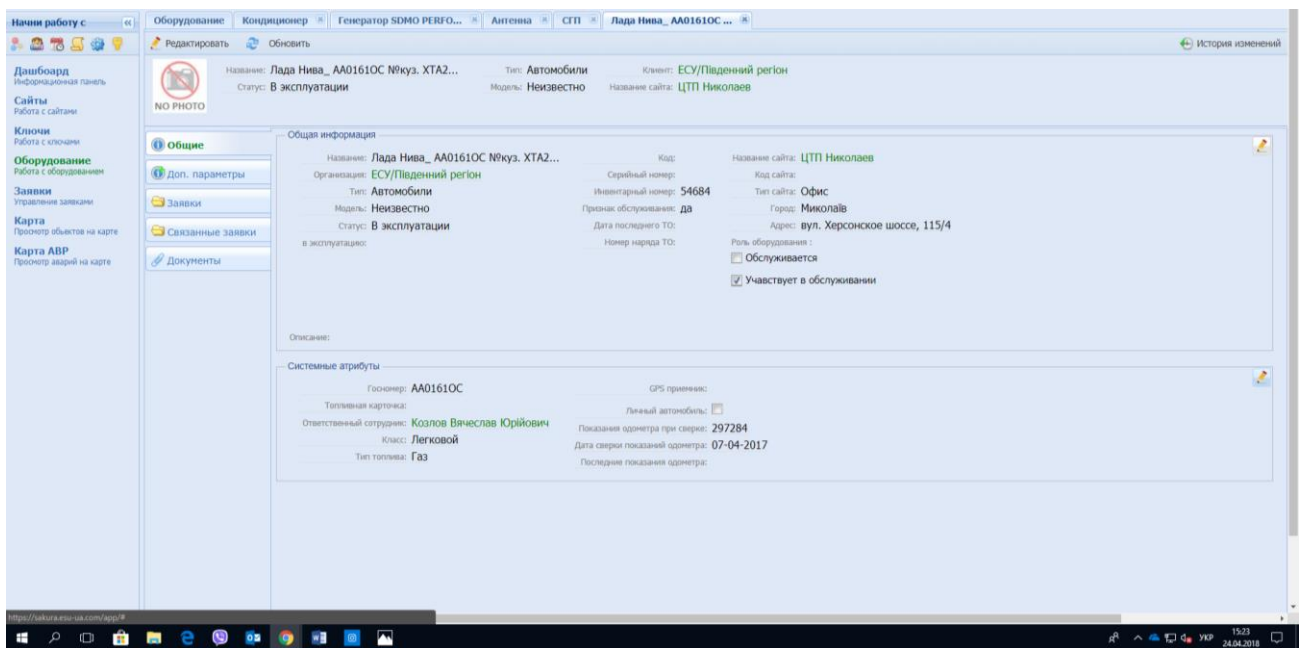 Начни работу с
Оборудование Кондиционер Генератор SDMO PERFO... Антенна СГП Лада Нива_ АА0161ОС ...
Редактировать Обновить История изменений
Дашбоард
Информационная панель
Сайты
Работа с сайтами
Ключи
Работа с ключами
Оборудование
Работа с оборудованием
Заявки
Управление заявками
Карта
Просмотр объектов на карте
Карта АВР
Просмотр аварий на карте
NO PHOTO
Название: Лада Нива_ АА0161ОС №куз. ХТА2... Тип: Автомобили Клиент: ЕСУ/Південний регіон
Статус: В эксплуатации Модель: Неизвестно Название сайта: ЦТП Николаев
Общие
Доп. параметры
Заявки
Связанные заявки
Документы
Общая информация
Название: Лада Нива_ АА0161ОС №куз. ХТА2... Код: Название сайта: ЦТП Николаев
Организация: ЕСУ/Південний регіон Серийный номер: Код сайта:
Тип: Автомобили Инвентарный номер: 54684 Тип сайта: Офис
Модель: Неизвестно Признак обслуживания: да Город: Миколаїв
Статус: В эксплуатации Дата последнего ТО: Адрес: вул. Херсонское шоссе, 115/4
в эксплуатацию: Номер наряда ТО: Роль оборудования :
Обслуживается
Учавствует в обслуживании
Описание:
Системные атрибуты
Госномер: АА0161ОС GPS приемник:
Топливная карточка: Личный автомобиль:
Ответственный сотрудник: Козлов Вячеслав Юрійович Показания одометра при сверке: 297284
Класс: Легковой Дата сверки показаний одометра: 07-04-2017
Тип топлива: Газ Последние показания одометра:
https://sakura.esu-ua.com/app/#
УКР 15:23
24.04.2018